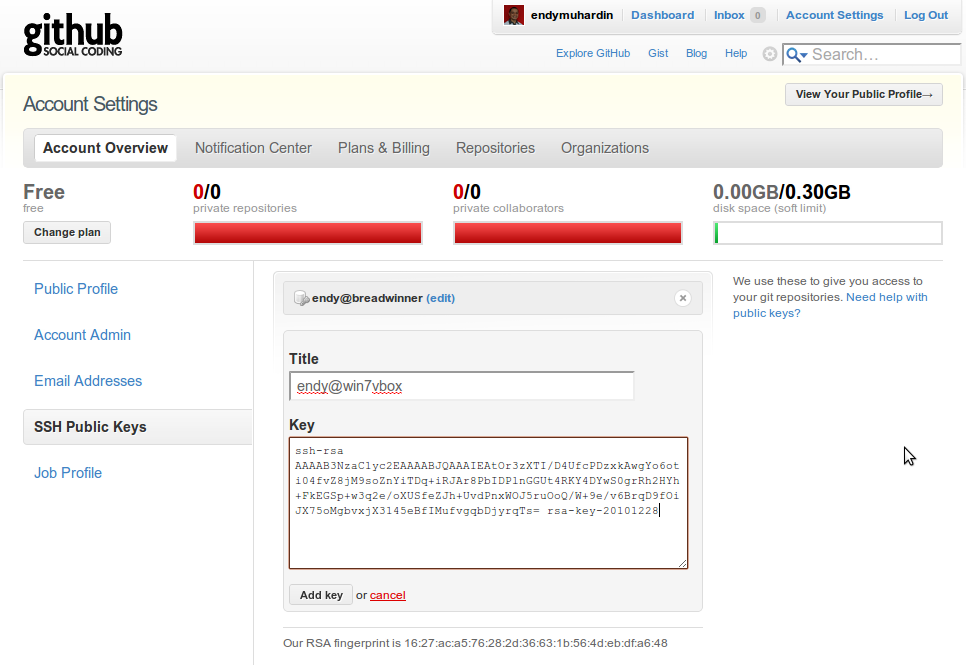 github
SOCIAL CODING
endymuhardin Dashboard Inbox 0 Account Settings Log Out
Explore GitHub Gist Blog Help Search...
Account Settings
View Your Public Profile→
Account Overview Notification Center Plans & Billing Repositories Organizations
Free
free
Change plan
0/0
private repositories
0/0
private collaborators
0.00GB/0.30GB
disk space (soft limit)
Public Profile
Account Admin
Email Addresses
SSH Public Keys
Job Profile
endy@breadwinner (edit)
Title
endy@win7vbox
Key
ssh-rsa
AAAAB3NzaC1yc2EAAAABJQAAAIEAtOr3zXTI/D4UfcPDzxkAwgYo6ot
i04fvZ8jM9soZnYiTDq+iRJAr8PbIDPlnGGUt4RKY4DYwS0grRh2HYh
+FkEGSp+w3q2e/oXUSfeZJh+UvdPnxWOJ5ruOoQ/W+9e/v6BrqD9fOi
JX75oMgbvxjX3145eBfIMufvgqbDjyrqTs= rsa-key-20101228
Add key or cancel
Our RSA fingerprint is 16:27:ac:a5:76:28:2d:36:63:1b:56:4d:eb:df:a6:48
We use these to give you access to
your git repositories. Need help with
public keys?